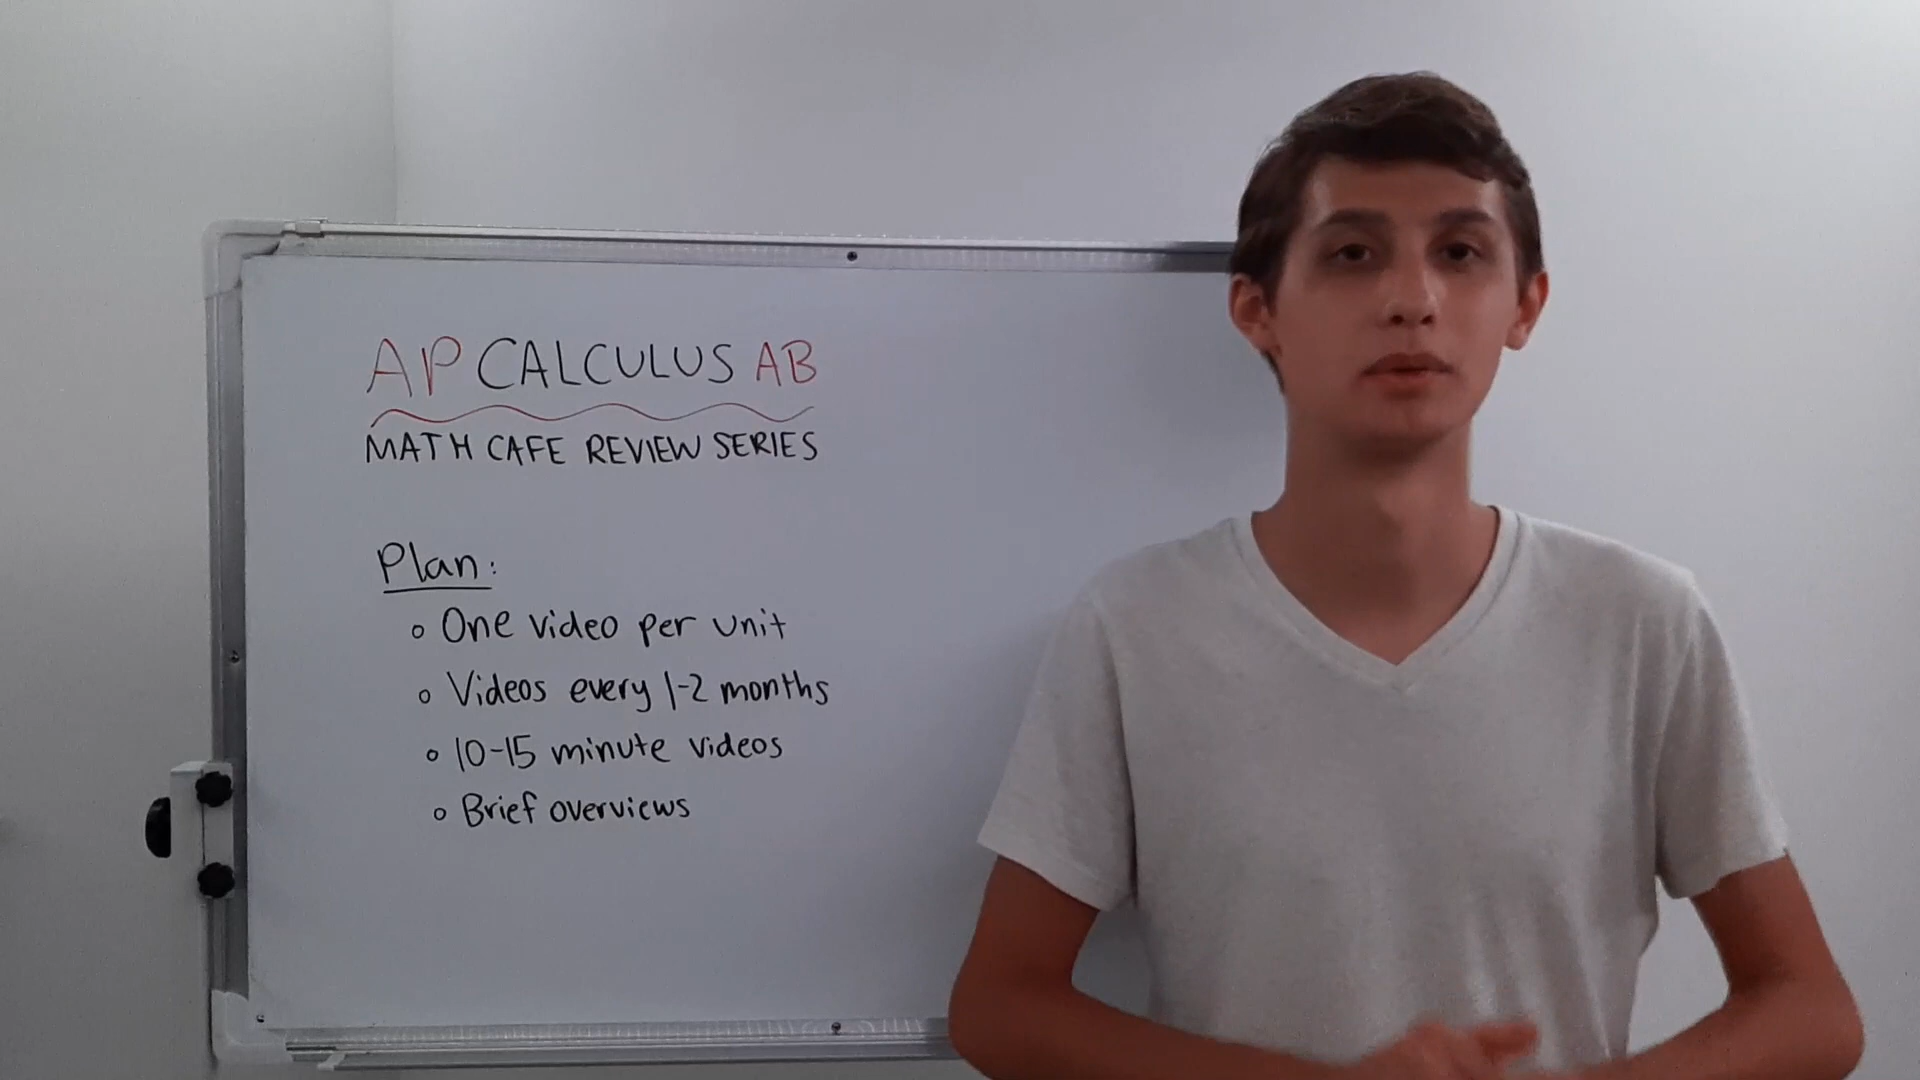 AP CALCULUS AB
MATH CAFE REVIEW SERIES
Plan:
One video per unit
Videos every 1-2 months
10-15 minute videos
Brief overviews